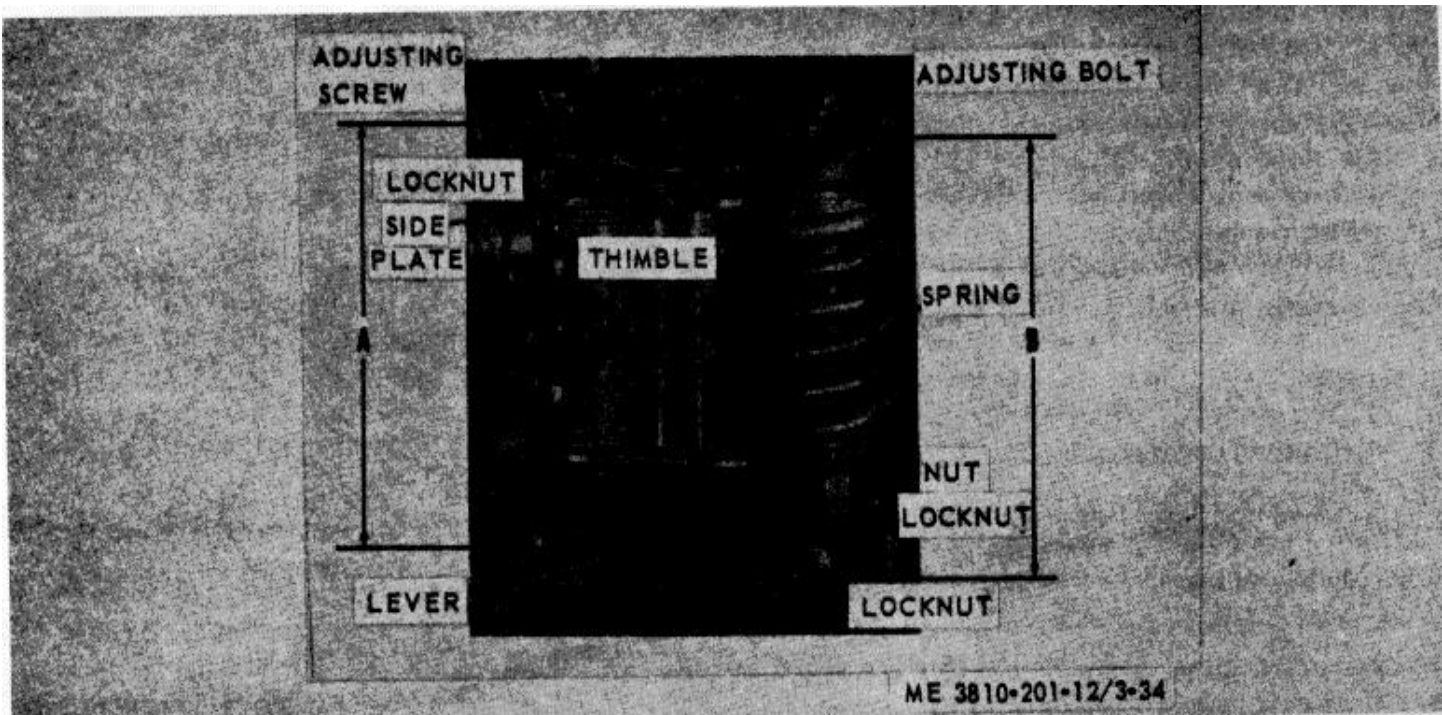 ADJUSTING
SCREW
ADJUSTING BOLT
LOCKNUT
SIDE
PLATE
THIMBLE
SPRING
A
B
NUT
LOCKNUT
LEVER
LOCKNUT
ME 3810-201-12/3-34